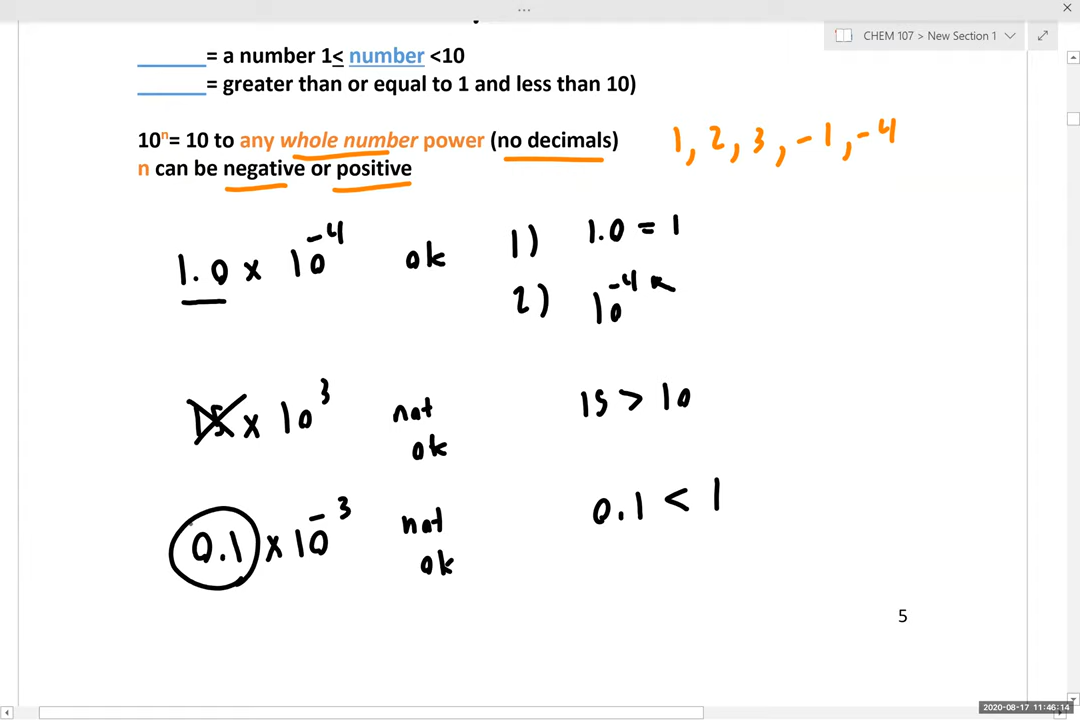 CHEM 107 > New Section 1
______ = a number 1< number <10
______ = greater than or equal to 1 and less than 10)
10ⁿ= 10 to any whole number power (no decimals)
1, 2, 3, -1, -4
n can be negative or positive
1.0 x 10⁻⁴ ok
1) 1.0 = 1
2) 10⁻⁴
15 x 10³ not ok
15 > 10
0.1 x 10⁻³ not ok
0.1 < 1
5
2020-08-17 11:46:14